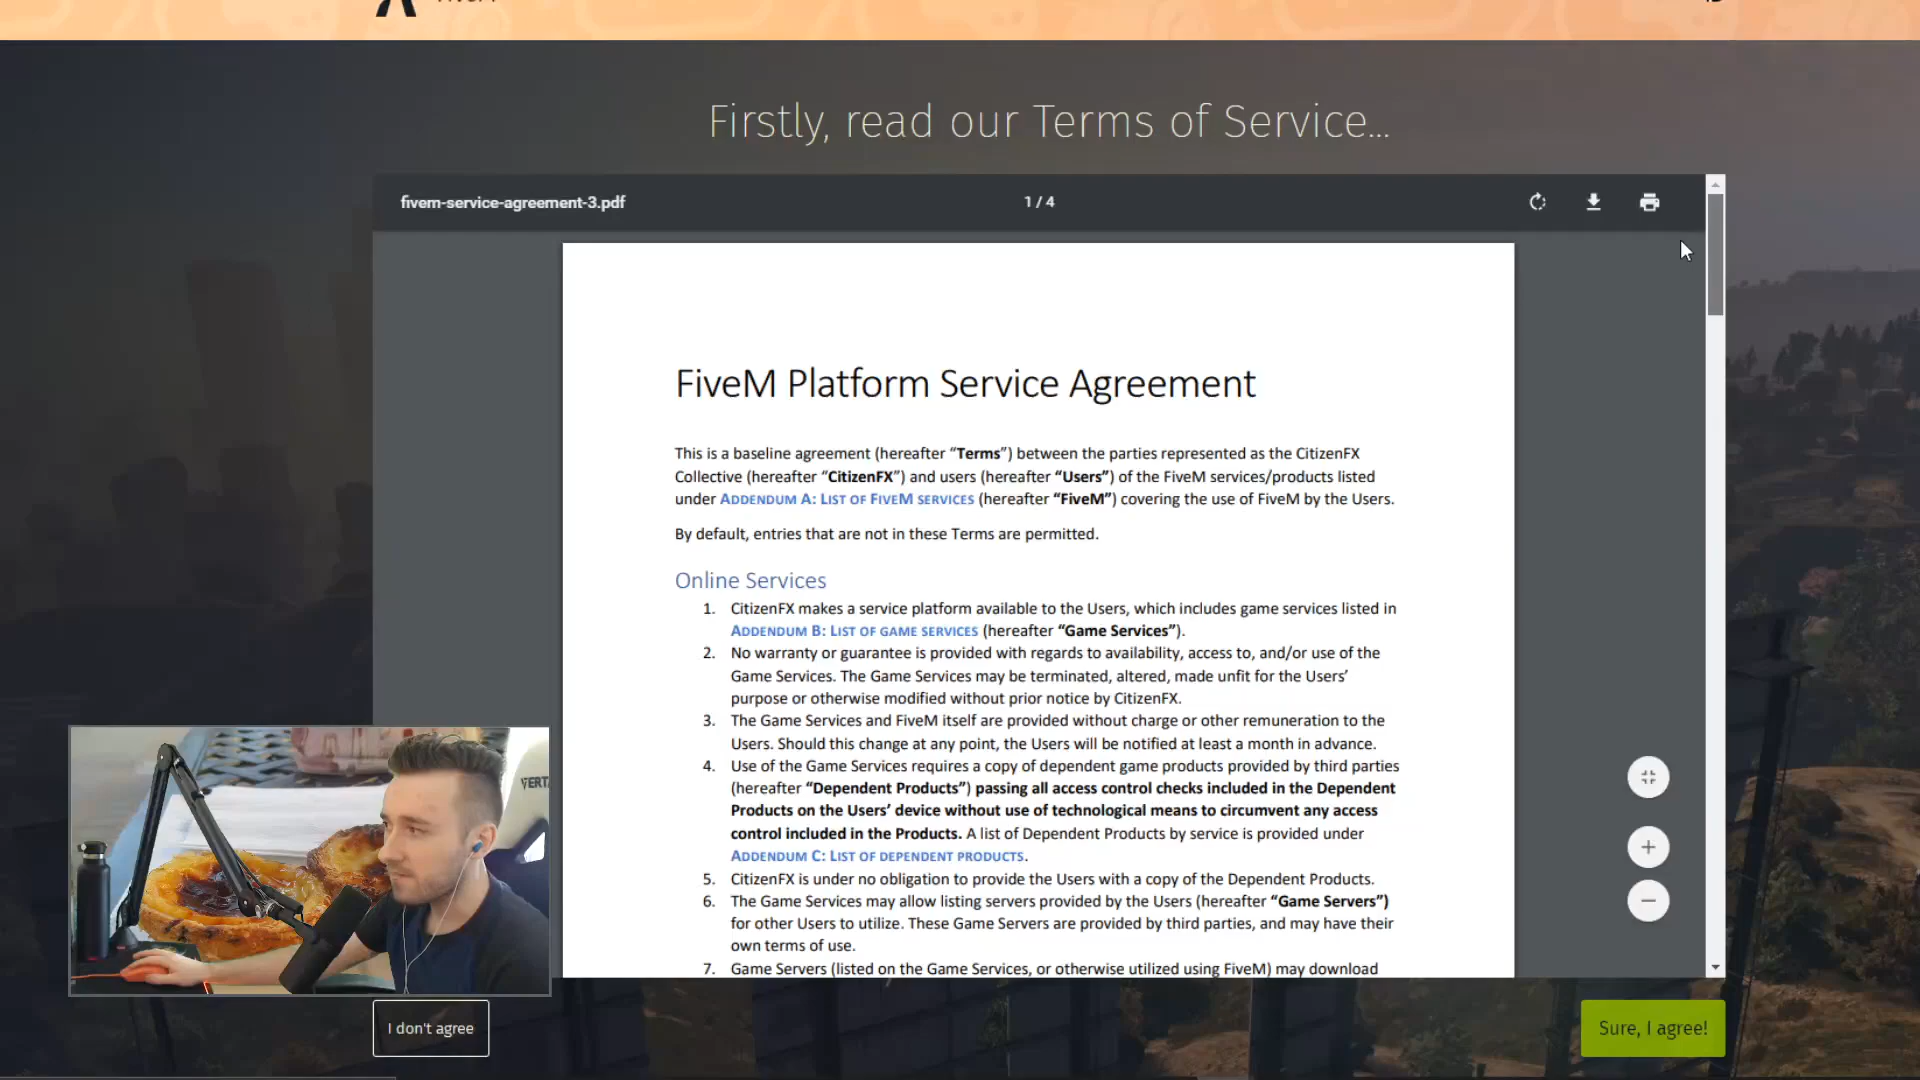 Firstly, read our Terms of Service...
fivem-service-agreement-3.pdf
1 / 4
FiveM Platform Service Agreement
This is a baseline agreement (hereafter “Terms”) between the parties represented as the CitizenFX
Collective (hereafter “CitizenFX”) and users (hereafter “Users”) of the FiveM services/products listed
under ADDENDUM A: LIST OF FIVEM SERVICES (hereafter “FiveM”) covering the use of FiveM by the Users.
By default, entries that are not in these Terms are permitted.
Online Services
1. CitizenFX makes a service platform available to the Users, which includes game services listed in
ADDENDUM B: LIST OF GAME SERVICES (hereafter “Game Services”).
2. No warranty or guarantee is provided with regards to availability, access to, and/or use of the
Game Services. The Game Services may be terminated, altered, made unfit for the Users’
purpose or otherwise modified without prior notice by CitizenFX.
3. The Game Services and FiveM itself are provided without charge or other remuneration to the
Users. Should this change at any point, the Users will be notified at least a month in advance.
4. Use of the Game Services requires a copy of dependent game products provided by third parties
(hereafter “Dependent Products”) passing all access control checks included in the Dependent
Products on the Users’ device without use of technological means to circumvent any access
control included in the Products. A list of Dependent Products by service is provided under
ADDENDUM C: LIST OF DEPENDENT PRODUCTS.
5. CitizenFX is under no obligation to provide the Users with a copy of the Dependent Products.
6. The Game Services may allow listing servers provided by the Users (hereafter “Game Servers”)
for other Users to utilize. These Game Servers are provided by third parties, and may have their
own terms of use.
7. Game Servers (listed on the Game Services, or otherwise utilized using FiveM) may download
VERTA
I don't agree
Sure, I agree!